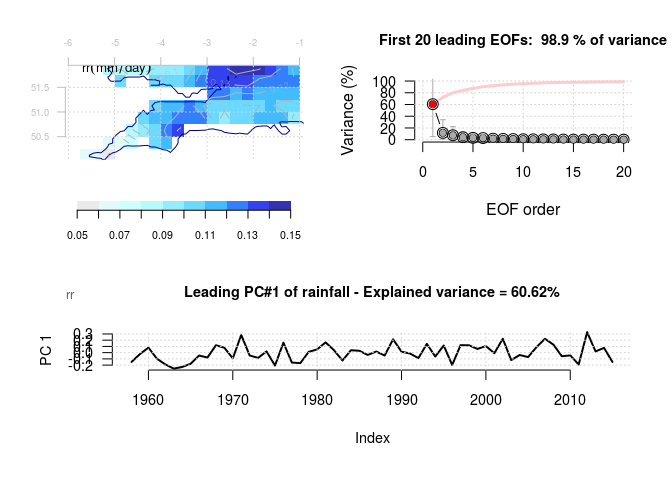 -6 -5 -4 -3 -2 -1
rr(mm/day)
51.5
51.0
50.5
0.05 0.07 0.09 0.11 0.13 0.15
First 20 leading EOFs: 98.9 % of variance
Variance (%)
100
80
60
40
20
0
0 5 10 15 20
EOF order
rr
Leading PC#1 of rainfall - Explained variance = 60.62%
PC 1
0.3
-0.2
1960 1970 1980 1990 2000 2010
Index